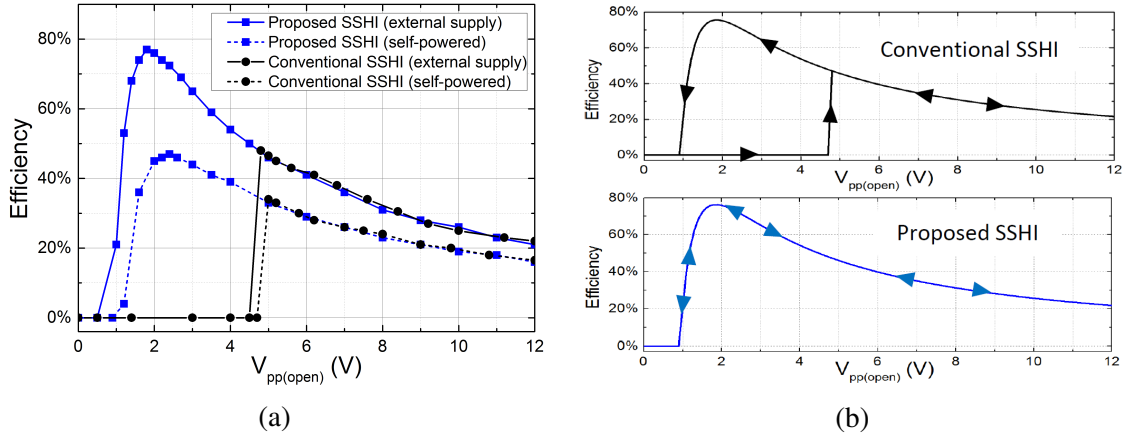 Proposed SSHI (external supply)
Proposed SSHI (self-powered)
Conventional SSHI (external supply)
Conventional SSHI (self-powered)
80%
60%
40%
20%
0%
Efficiency
0 2 4 6 8 10 12
Vpp(open) (V)
(a)
Conventional SSHI
80%
60%
40%
20%
0%
Efficiency
0 2 4 6 8 10 12
Vpp(open) (V)
Proposed SSHI
80%
60%
40%
20%
0%
Efficiency
0 2 4 6 8 10 12
Vpp(open) (V)
(b)